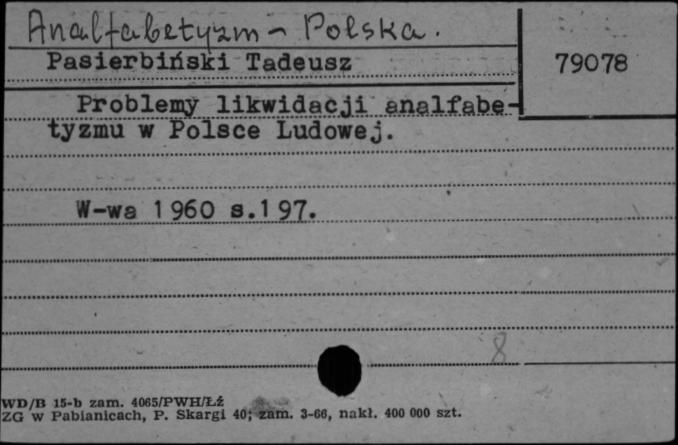 Analfabetyzm - Polska.
Pasierbiński Tadeusz
79078
Problemy likwidacji analfabe-
tyzmu w Polsce Ludowej.
W-wa 1960 s.197.
8
WD/B 15-b zam. 4065/PWH/Łź
ZG w Pabianicach, P. Skargi 40; zam. 3-66, nakł. 400 000 szt.